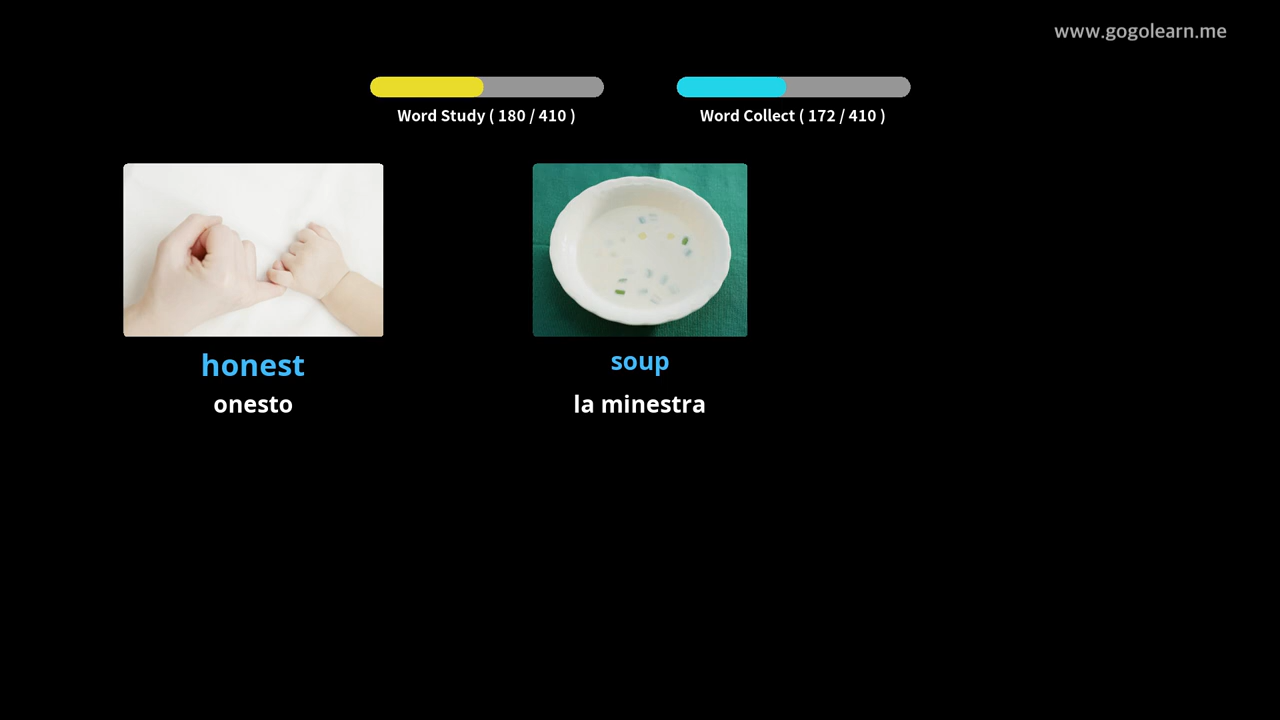 www.gogolearn.me
Word Study ( 180 / 410 )
Word Collect ( 172 / 410 )
honest
onesto
soup
la minestra